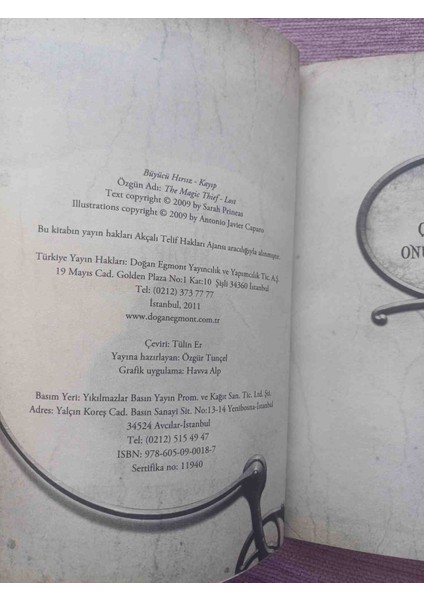 Büyücü Hırsız - Kayıp
Özgün Adı: The Magic Thief - Lost
Text copyright © 2009 by Sarah Prineas
Illustrations copyright © 2009 by Antonio Javier Caparo
Bu kitabın yayın hakları Akçalı Telif Hakları Ajansı aracılığıyla alınmıştır.
Türkiye Yayın Hakları: Doğan Egmont Yayıncılık ve Yapımcılık Tic. A.Ş.
19 Mayıs Cad. Golden Plaza No:1 Kat:10 Şişli 34360 İstanbul
Tel: (0212) 373 77 77
İstanbul, 2011
www.doganegmont.com.tr
Çeviri: Tülin Er
Yayına hazırlayan: Özgür Tunçel
Grafik uygulama: Havva Alp
Basım Yeri: Yıkılmazlar Basın Yayın Prom. ve Kağıt San. Tic. Ltd. Şti.
Adres: Yalçın Koreş Cad. Basın Sanayi Sit. No:13-14 Yenibosna-İstanbul
34524 Avcılar-İstanbul
Tel: (0212) 515 49 47
ISBN: 978-605-09-0018-7
Sertifika no: 11940
ONU